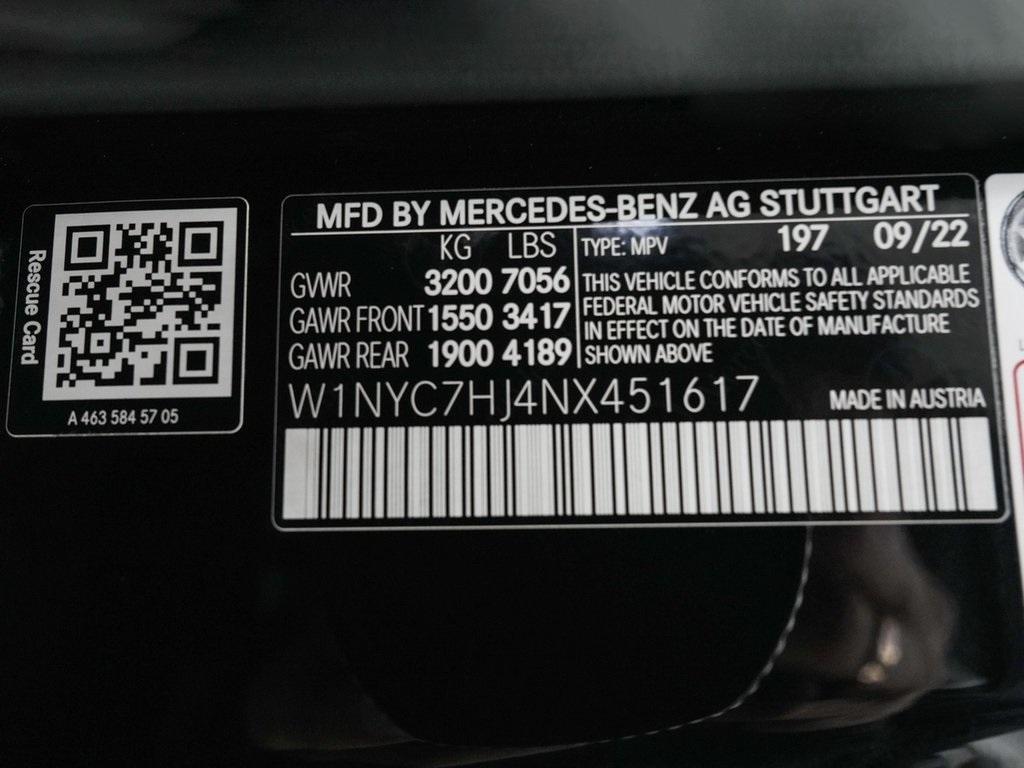 Rescue Card
A 463 584 57 05
MFD BY MERCEDES-BENZ AG STUTTGART
KG LBS
GVWR 3200 7056
GAWR FRONT 1550 3417
GAWR REAR 1900 4189
TYPE: MPV 197 09/22
THIS VEHICLE CONFORMS TO ALL APPLICABLE
FEDERAL MOTOR VEHICLE SAFETY STANDARDS
IN EFFECT ON THE DATE OF MANUFACTURE
SHOWN ABOVE
W1NYC7HJ4NX451617
MADE IN AUSTRIA